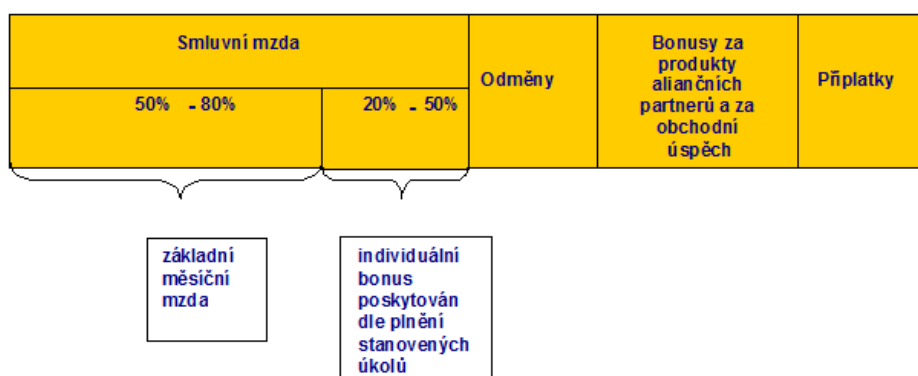 Smluvní mzda
50% - 80%
20% - 50%
Odměny
Bonusy za
produkty
aliančních
partnerů a za
obchodní
úspěch
Připlatky
základní
měsíční
mzda
individuální
bonus
poskytován
dle plnění
stanovených
úkolů